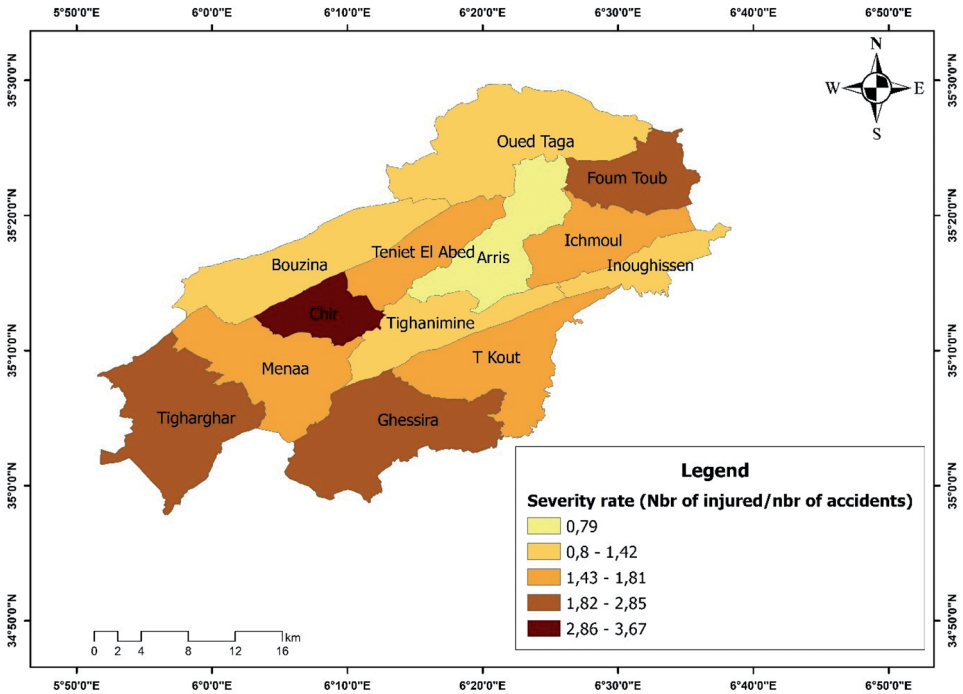 5°50'0"E 6°0'0"E 6°10'0"E 6°20'0"E 6°30'0"E 6°40'0"E 6°50'0"E
N
W E
S
35°30'0"N 35°30'0"N
Oued Taga
Foum Toub
35°20'0"N 35°20'0"N
Ichmoul
Teniet El Abed
Arris
Bouzina
Inoughissen
Chir
Tighanimine
35°10'0"N 35°10'0"N
T Kout
Menaa
Tigharghar
Ghessira
35°0'0"N 35°0'0"N
Legend
Severity rate (Nbr of injured/nbr of accidents)
0,79
0,8 - 1,42
1,43 - 1,81
1,82 - 2,85
2,86 - 3,67
34°50'0"N 34°50'0"N
km
0 2 4 8 12 16
5°50'0"E 6°0'0"E 6°10'0"E 6°20'0"E 6°30'0"E 6°40'0"E 6°50'0"E